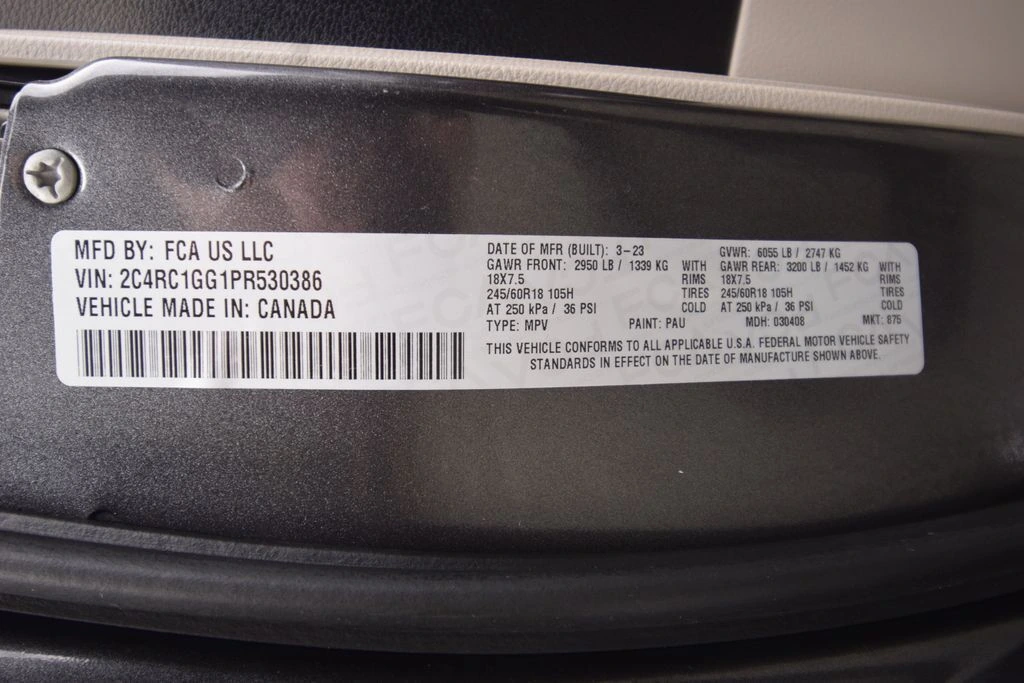 MFD BY: FCA US LLC
VIN: 2C4RC1GG1PR530386
VEHICLE MADE IN: CANADA
DATE OF MFR (BUILT): 3-23
GAWR FRONT: 2950 LB / 1339 KG WITH
18X7.5 RIMS
245/60R18 105H TIRES
AT 250 kPa / 36 PSI COLD
GVWR: 6055 LB / 2747 KG
GAWR REAR: 3200 LB / 1452 KG WITH
18X7.5 RIMS
245/60R18 105H TIRES
AT 250 kPa / 36 PSI COLD
TYPE: MPV PAINT: PAU MDH: 030408 MKT: 875
THIS VEHICLE CONFORMS TO ALL APPLICABLE U.S.A. FEDERAL MOTOR VEHICLE SAFETY
STANDARDS IN EFFECT ON THE DATE OF MANUFACTURE SHOWN ABOVE.